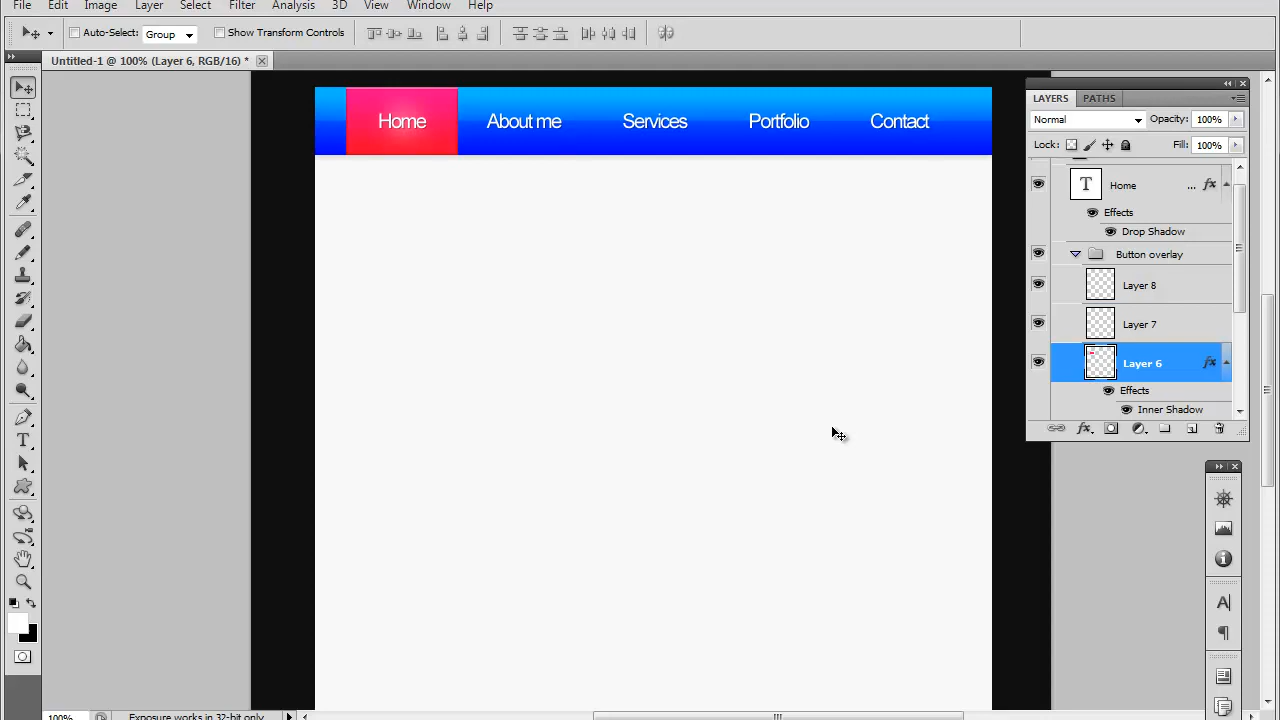 File Edit Image Layer Select Filter Analysis 3D View Window Help
Auto-Select: Group Show Transform Controls
Untitled-1 @ 100% (Layer 6, RGB/16) *
Home About me Services Portfolio Contact
LAYERS PATHS
Normal Opacity: 100%
Lock: Fill: 100%
T Home ... fx
Effects
Drop Shadow
Button overlay
Layer 8
Layer 7
Layer 6 fx
Effects
Inner Shadow
fx.
100% Exposure works in 32-bit only